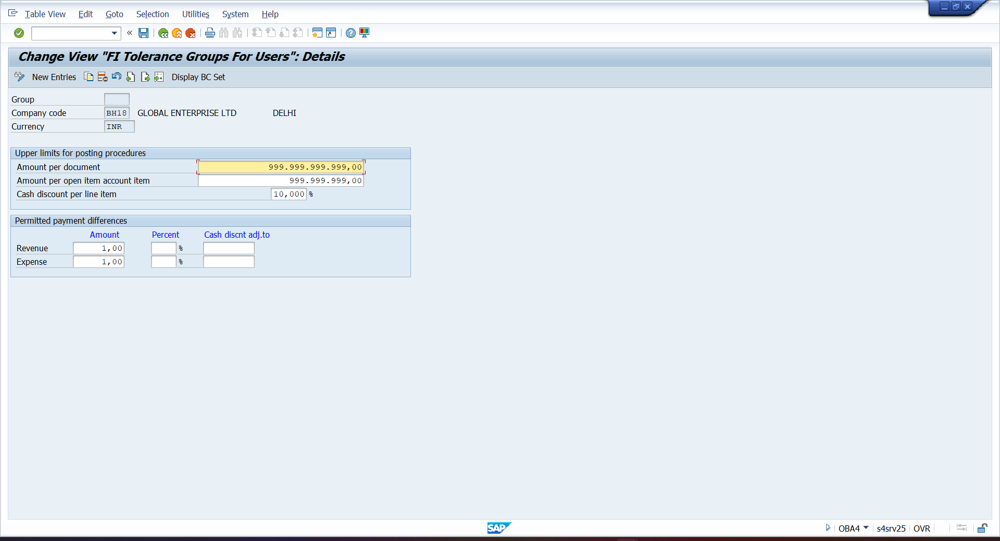 Table View Edit Goto Selection Utilities System Help
Change View "FI Tolerance Groups For Users": Details
New Entries Display BC Set
Group
Company code BH18 GLOBAL ENTERPRISE LTD DELHI
Currency INR
Upper limits for posting procedures
Amount per document 999.999.999.999,00
Amount per open item account item 999.999.999,00
Cash discount per line item 10,000 %
Permitted payment differences
Amount Percent Cash discnt adj.to
Revenue 1,00 %
Expense 1,00 %
SAP OBA4 s4srv25 OVR